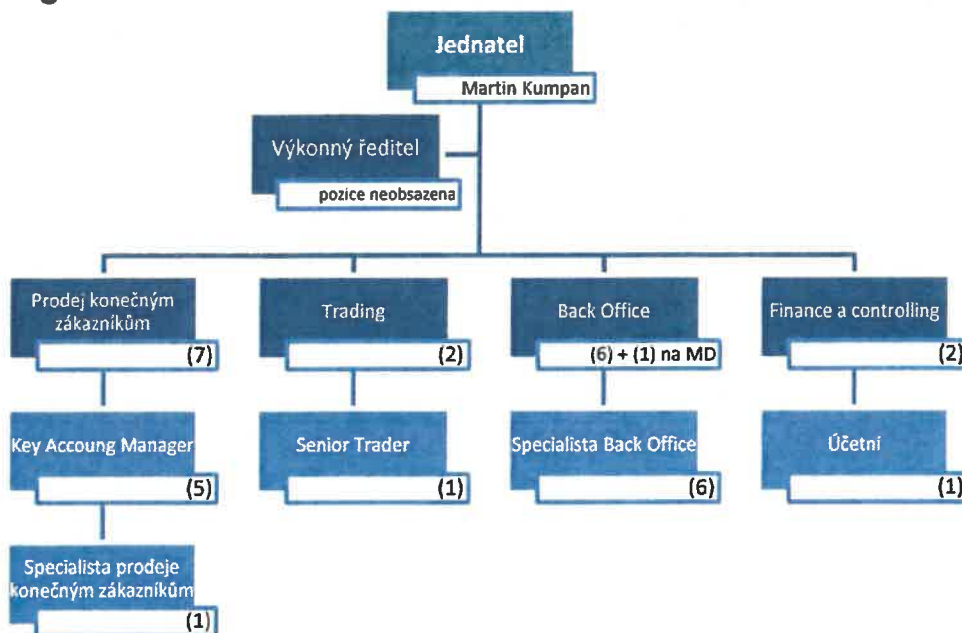 Jednatel
Martin Kumpan
Výkonný ředitel
pozice neobsazena
Prodej konečným
zákazníkům
(7)
Trading
(2)
Back Office
(6) + (1) na MD
Finance a controlling
(2)
Key Accoung Manager
(5)
Senior Trader
(1)
Specialista Back Office
(6)
Účetní
(1)
Specialista prodeje
konečným zákazníkům
(1)